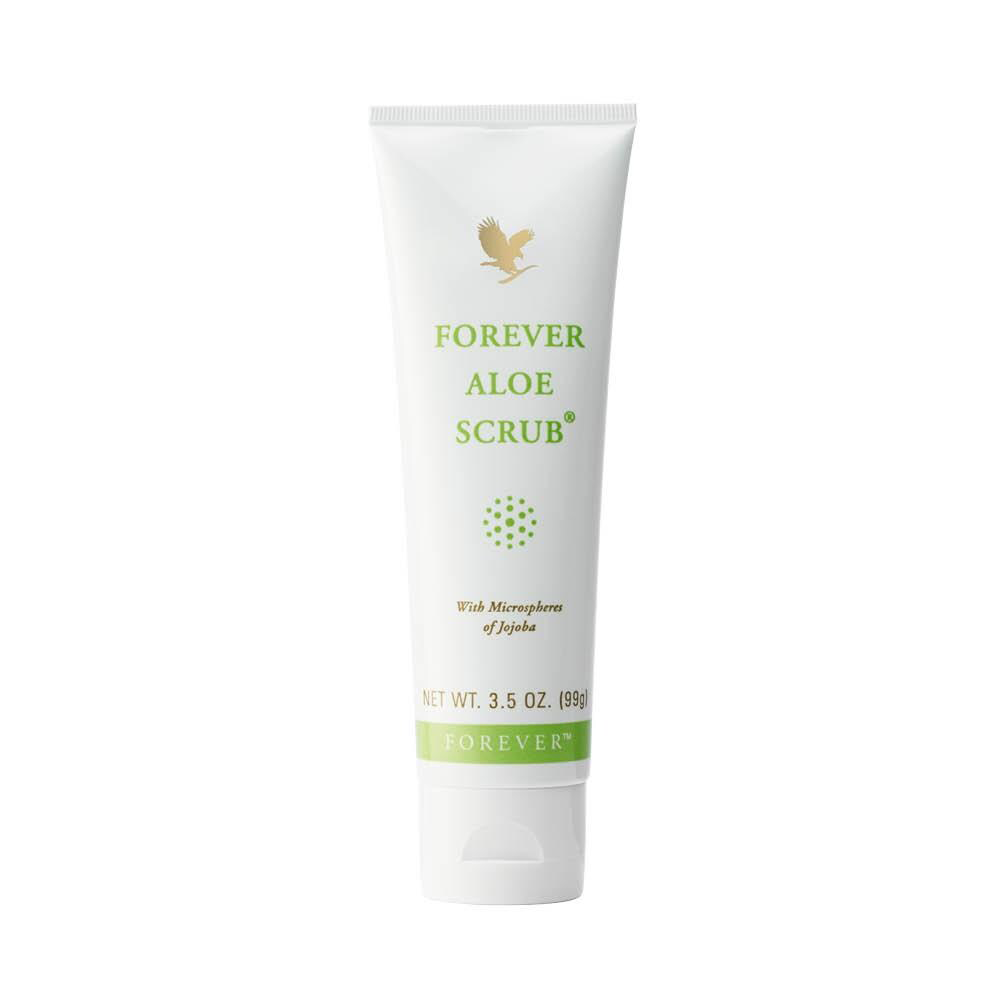 FOREVER
ALOE
SCRUB®
With Microspheres
of Jojoba
NET WT. 3.5 OZ. (99g)
FOREVER™